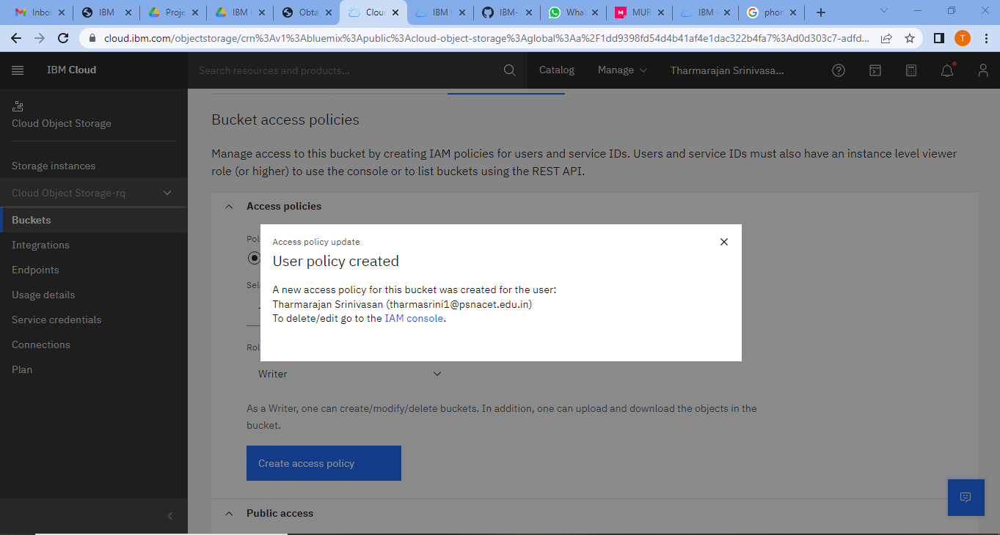 Inbo
IBM
Proje
IBM C
Obta
Clou
IBM C
IBM-
What
MUR
IBM C
phor
cloud.ibm.com/objectstorage/crn%3Av1%3Abluemix%3Apublic%3Acloud-object-storage%3Aglobal%3Aa%2F1dd9398fd54d4b41af4e1dac322b4fa7%3Ad0d303c7-adfd...
T
IBM Cloud
Search resources and products...
Catalog
Manage
Tharmarajan Srinivasa...
Cloud Object Storage
Storage instances
Cloud Object Storage-rq
Buckets
Integrations
Endpoints
Usage details
Service credentials
Connections
Plan
Bucket access policies
Manage access to this bucket by creating IAM policies for users and service IDs. Users and service IDs must also have an instance level viewer
role (or higher) to use the console or to list buckets using the REST API.
Access policies
Pol
Sele
Access policy update
User policy created
A new access policy for this bucket was created for the user:
Tharmarajan Srinivasan (tharmasrini1@psnacet.edu.in)
To delete/edit go to the IAM console.
Rol
Writer
As a Writer, one can create/modify/delete buckets. In addition, one can upload and download the objects in the
bucket.
Create access policy
Public access